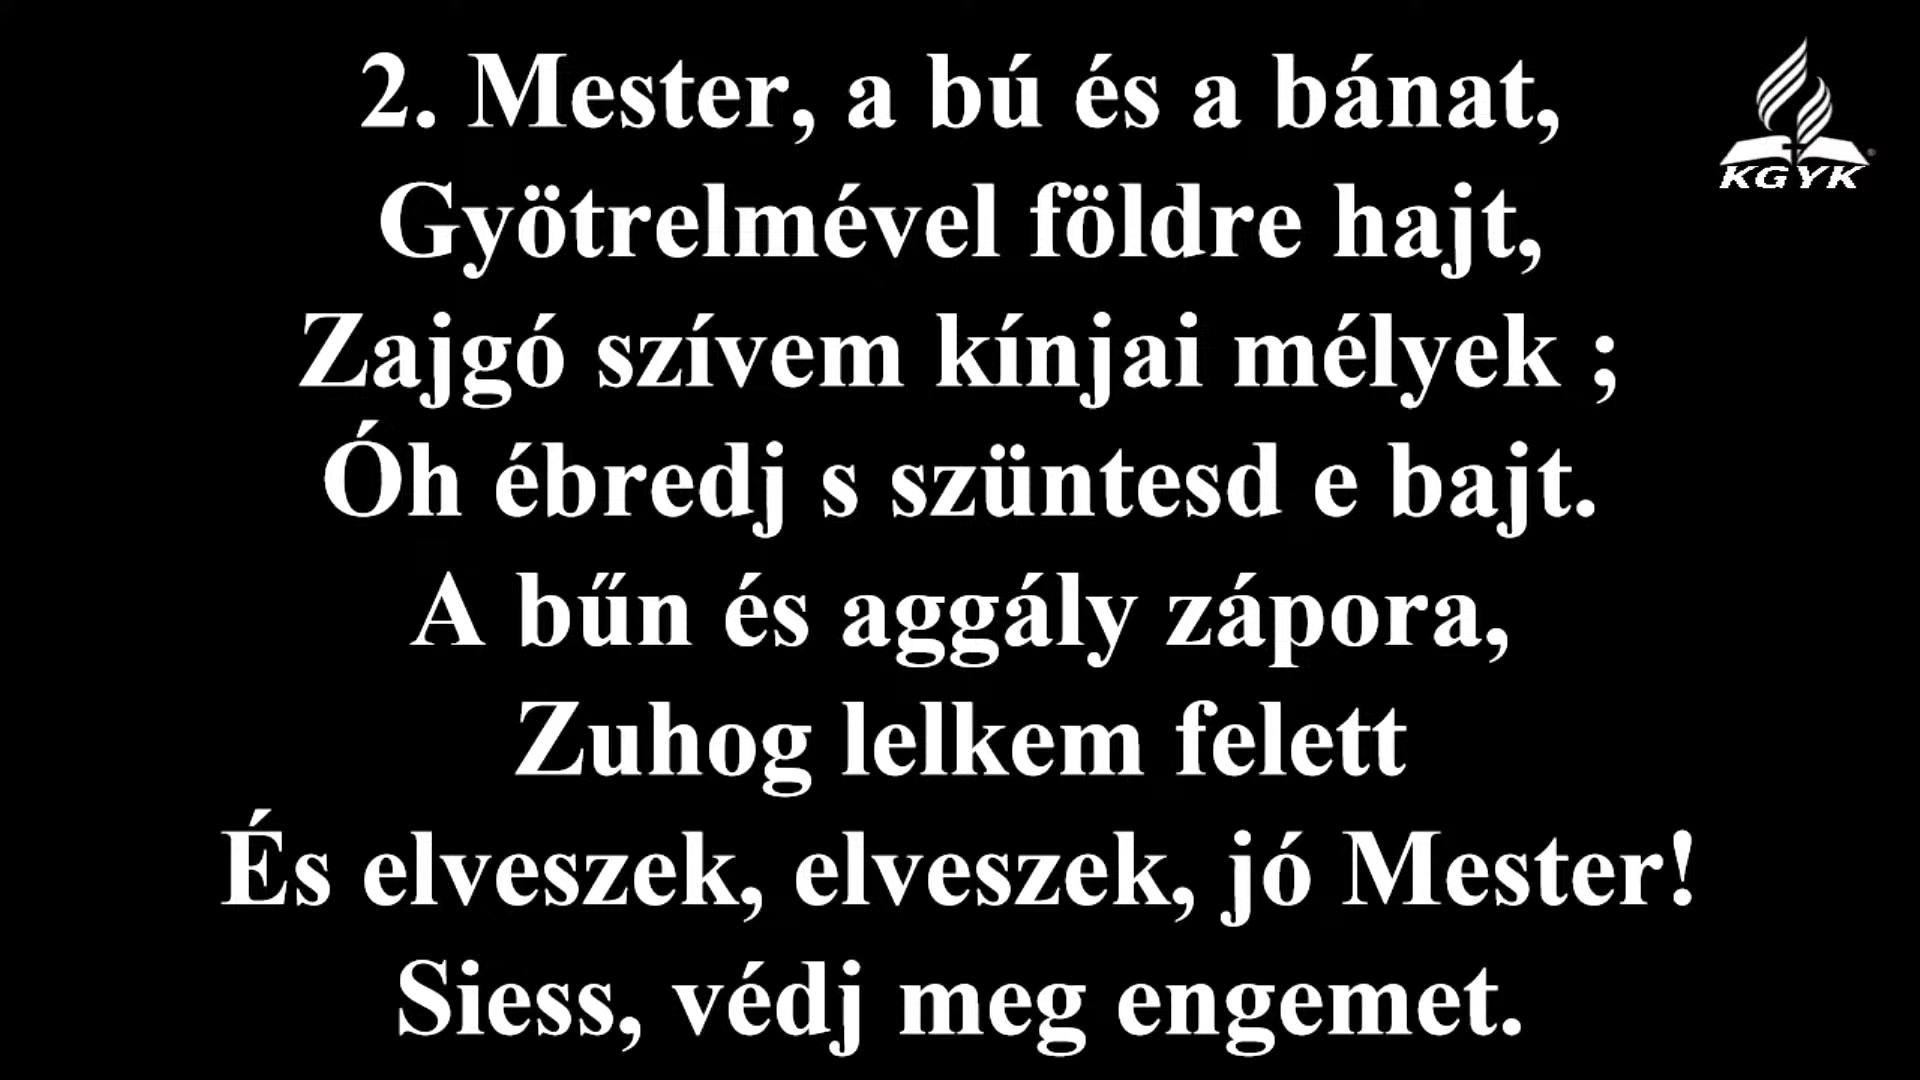 2. Mester, a bú és a bánat,
Gyötrelmével földre hajt,
Zajgó szívem kínjai mélyek ;
Óh ébredj s szüntesd e bajt.
A bűn és aggály zápora,
Zuhog lelkem felett
És elveszek, elveszek, jó Mester!
Siess, védj meg engemet.
KGYK